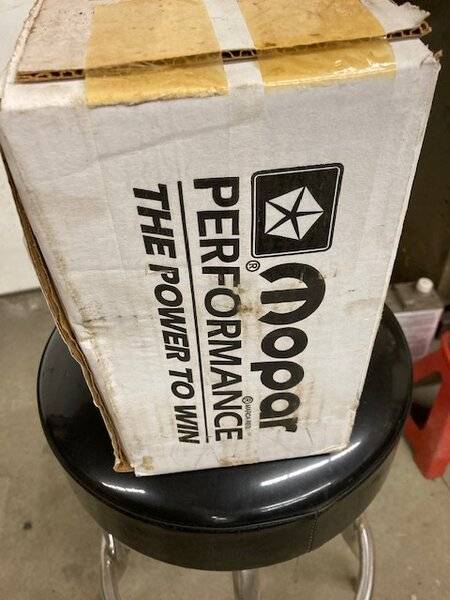 Mopar
PERFORMANCE
THE POWER TO WIN
®